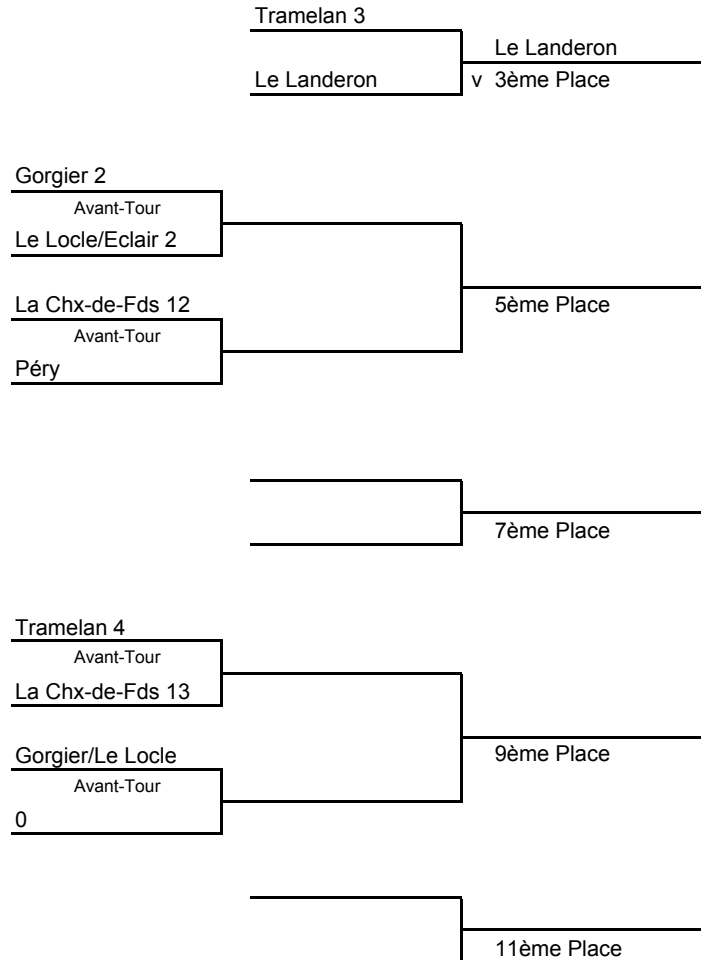 Tramelan 3
Le Landeron
Le Landeron
v 3ème Place
Gorgier 2
Avant-Tour
Le Locle/Eclair 2
La Chx-de-Fds 12
5ème Place
Avant-Tour
Péry
7ème Place
Tramelan 4
Avant-Tour
La Chx-de-Fds 13
Gorgier/Le Locle
9ème Place
Avant-Tour
0
11ème Place